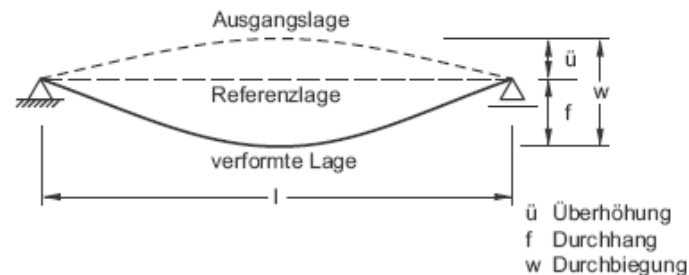 Ausgangslage
ü
Referenzlage
w
f
verformte Lage
l
ü Überhöhung
f Durchhang
w Durchbiegung